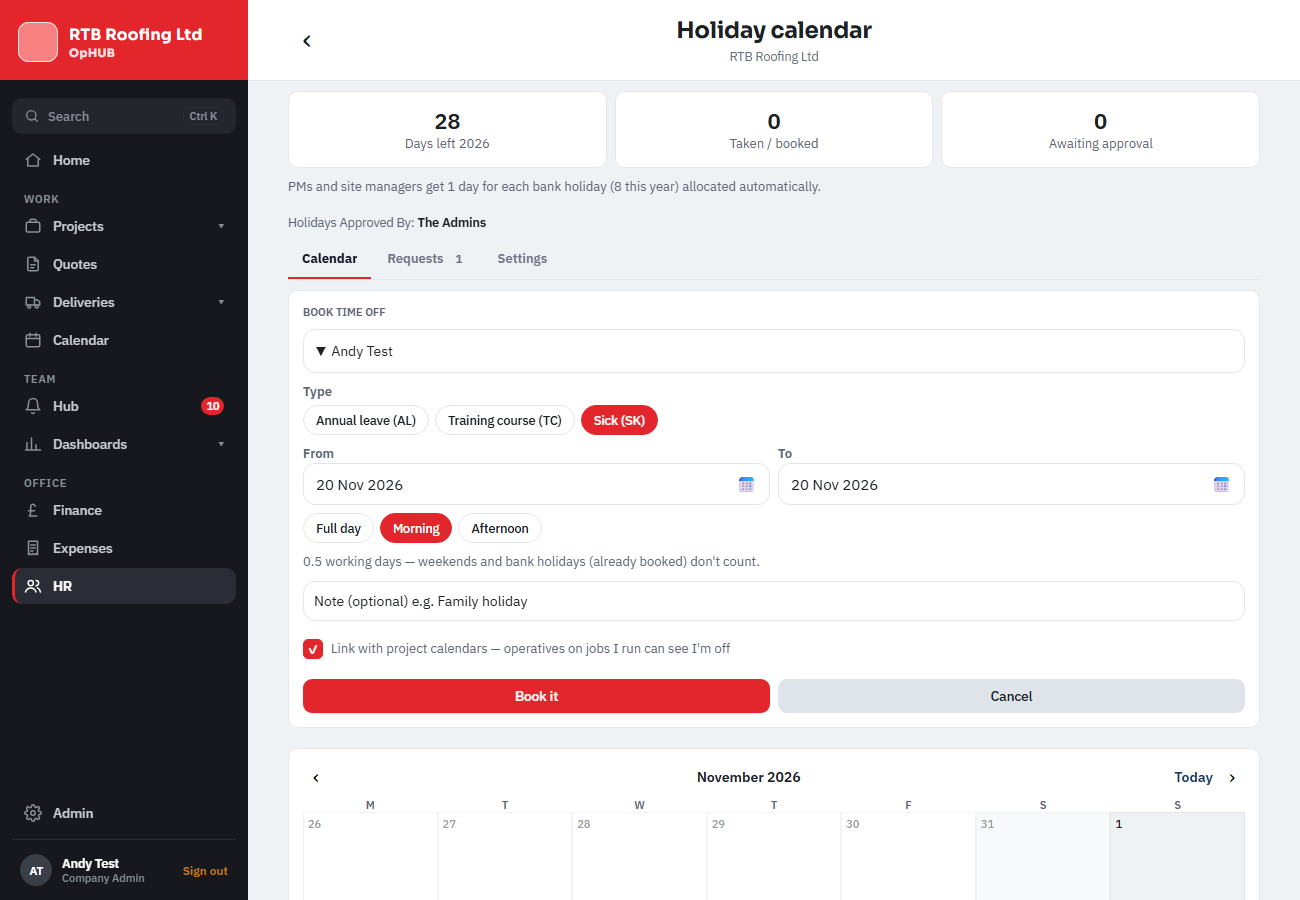 RTB Roofing Ltd
OpHUB
Search Ctrl K
Home
WORK
Projects
Quotes
Deliveries
Calendar
TEAM
Hub 10
Dashboards
OFFICE
Finance
Expenses
HR
Admin
AT Andy Test
Company Admin
Sign out
Holiday calendar
RTB Roofing Ltd
28
Days left 2026
0
Taken / booked
0
Awaiting approval
PMs and site managers get 1 day for each bank holiday (8 this year) allocated automatically.
Holidays Approved By: The Admins
Calendar Requests 1 Settings
BOOK TIME OFF
▼ Andy Test
Type
Annual leave (AL) Training course (TC) Sick (SK)
From To
20 Nov 2026 20 Nov 2026
Full day Morning Afternoon
0.5 working days — weekends and bank holidays (already booked) don't count.
Note (optional) e.g. Family holiday
Link with project calendars — operatives on jobs I run can see I'm off
Book it Cancel
November 2026 Today
M T W T F S S
26 27 28 29 30 31 1